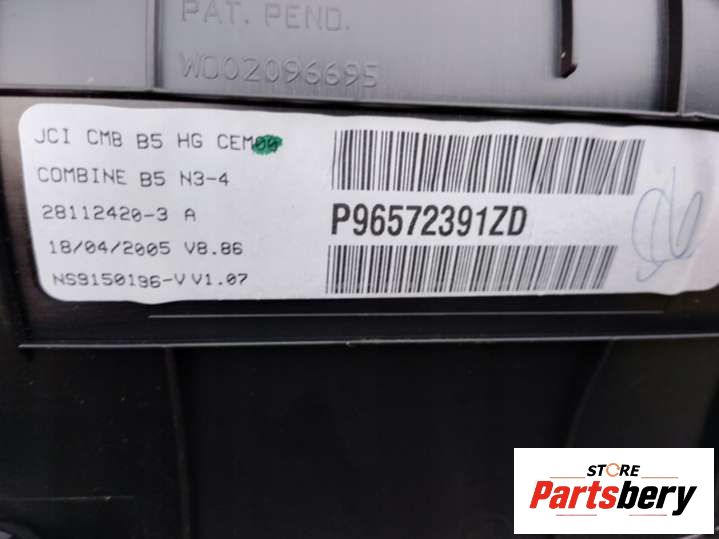 PAT. PEND.
W002096695
JCI CMB B5 HG CEM
COMBINE B5 N3-4
28112420-3 A
18/04/2005 V8.86
NS9150196-V V1.07
P96572391ZD
STORE
Partsbery